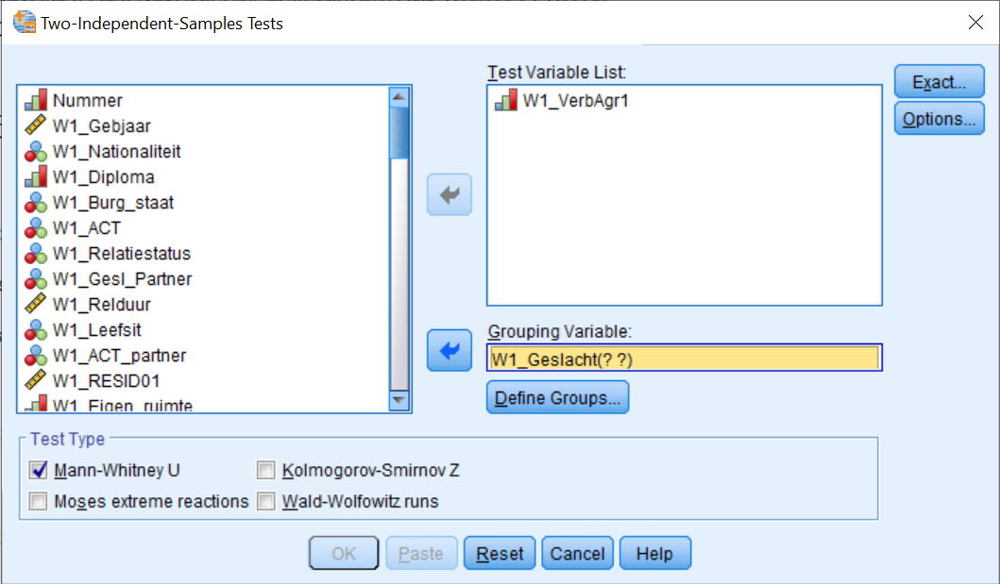 Two-Independent-Samples Tests
Nummer
W1_Gebjaar
W1_Nationaliteit
W1_Diploma
W1_Burg_staat
W1_ACT
W1_Relatiestatus
W1_Gesl_Partner
W1_Relduur
W1_Leefsit
W1_ACT_partner
W1_RESID01
W1_Eigen_ruimte
Test Variable List:
W1_VerbAgr1
Exact...
Options...
Grouping Variable:
W1_Geslacht(? ?)
Define Groups...
Test Type
Mann-Whitney U
Kolmogorov-Smirnov Z
Moses extreme reactions
Wald-Wolfowitz runs
OK
Paste
Reset
Cancel
Help